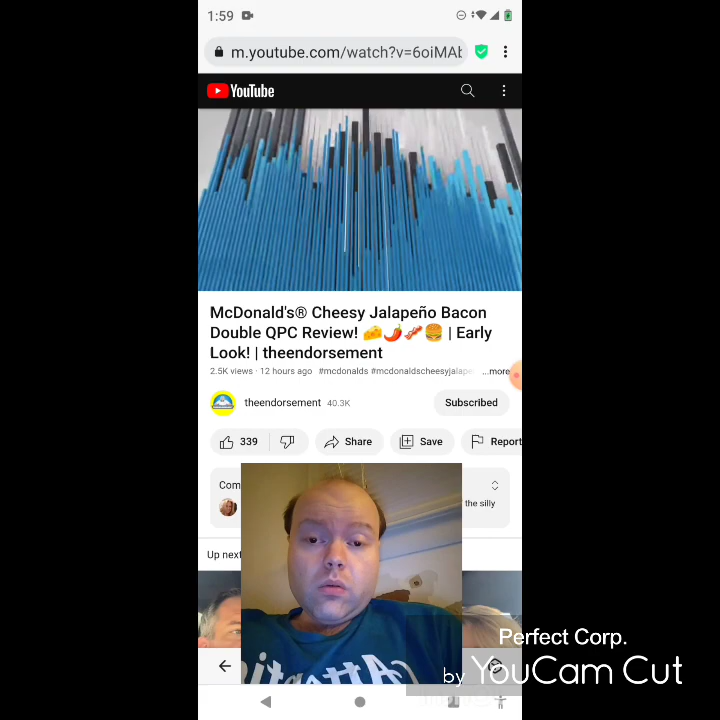 1:59
m.youtube.com/watch?v=6oiMAb
YouTube
McDonald's® Cheesy Jalapeño Bacon
Double QPC Review! 🧀🌶️🥓🍔 | Early
Look! | theendorsement
2.5K views · 12 hours ago #mcdonalds #mcdonaldscheesyjalape ...more
theendorsement 40.3K
Subscribed
339
Share
Save
Report
Com
the silly
Up next
Perfect Corp.
by YouCam Cut